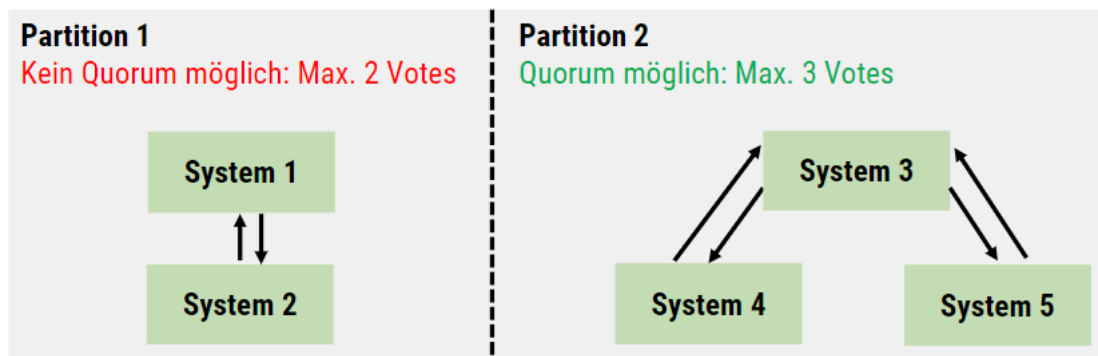 Partition 1
Kein Quorum möglich: Max. 2 Votes
System 1
System 2
Partition 2
Quorum möglich: Max. 3 Votes
System 3
System 4
System 5